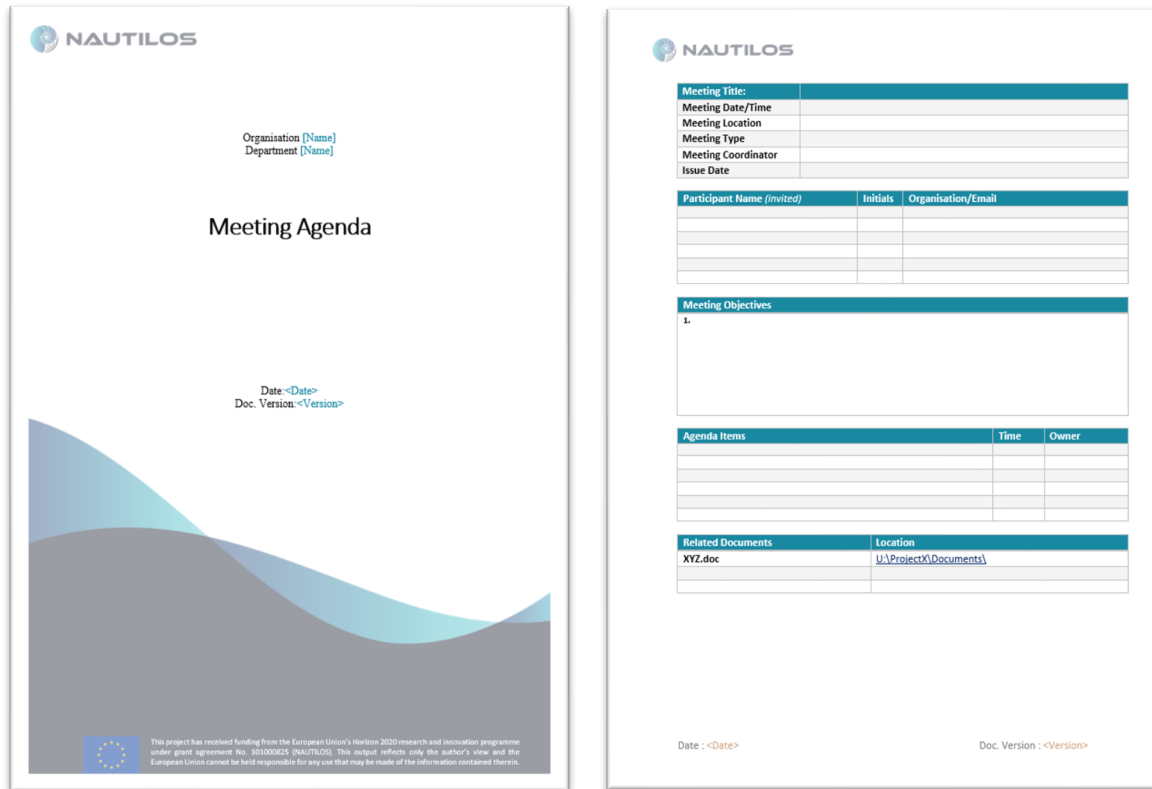 NAUTILOS
Organisation [Name]
Department [Name]
Meeting Agenda
Date:<Date>
Doc. Version:<Version>
This project has received funding from the European Union's Horizon 2020 research and innovation programme
under grant agreement No. 101000825 (NAUTILOS). This output reflects only the author's view and the
European Union cannot be held responsible for any use that may be made of the information contained therein.
NAUTILOS
Meeting Title:
Meeting Date/Time
Meeting Location
Meeting Type
Meeting Coordinator
Issue Date
Participant Name (invited) Initials Organisation/Email
Meeting Objectives
1.
Agenda Items Time Owner
Related Documents Location
XYZ.doc U:\ProjectX\Documents\
Date : <Date> Doc. Version : <Version>